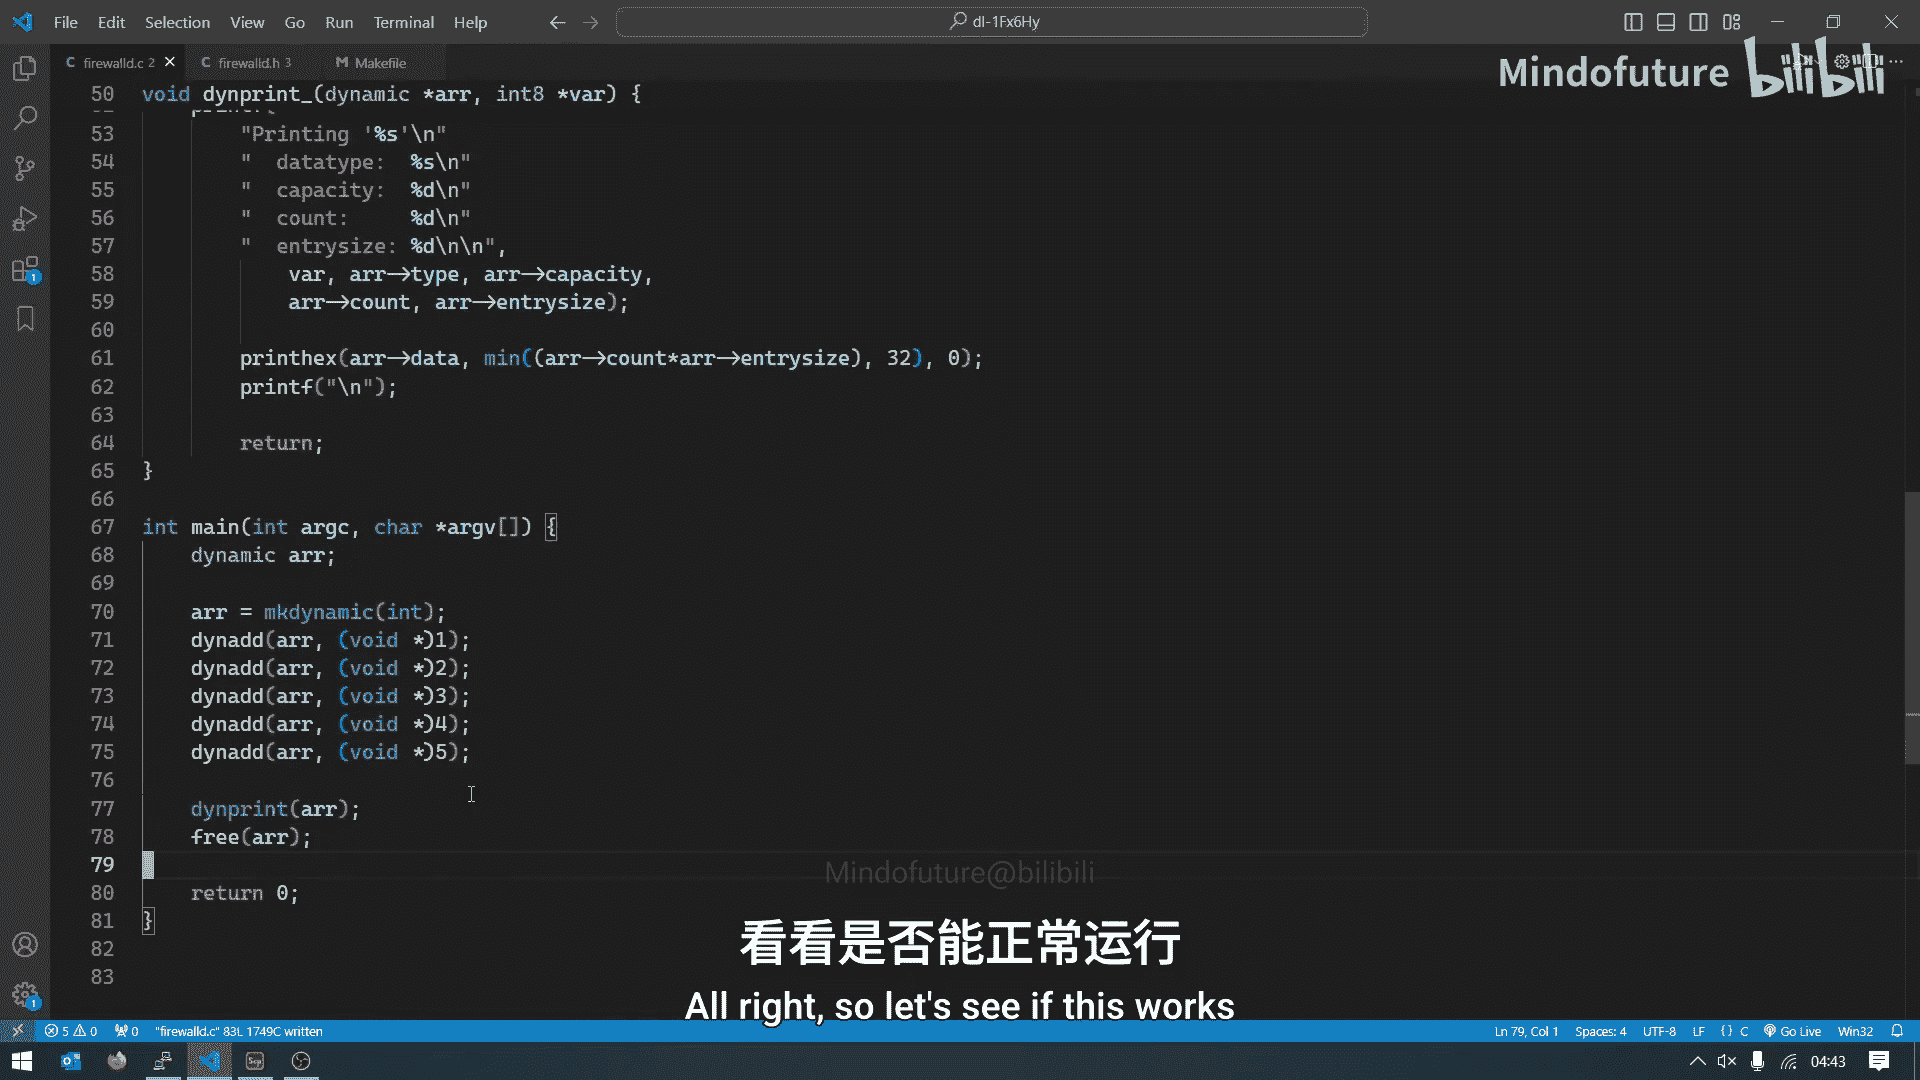 File Edit Selection View Go Run Terminal Help
dl-1Fx6Hy
C firewalld.c 2
C firewalld.h 3
M Makefile
Mindofuture bilibili
50 void dynprint_(dynamic *arr, int8 *var) {
53 "Printing '%s'\n"
54 "  datatype:  %s\n"
55 "  capacity:  %d\n"
56 "  count:     %d\n"
57 "  entrysize: %d\n\n",
58 var, arr->type, arr->capacity,
59 arr->count, arr->entrysize);
60
61 printhex(arr->data, min((arr->count*arr->entrysize), 32), 0);
62 printf("\n");
63
64 return;
65 }
66
67 int main(int argc, char *argv[]) {
68 dynamic arr;
69
70 arr = mkdynamic(int);
71 dynadd(arr, (void *)1);
72 dynadd(arr, (void *)2);
73 dynadd(arr, (void *)3);
74 dynadd(arr, (void *)4);
75 dynadd(arr, (void *)5);
76
77 dynprint(arr);
78 free(arr);
79
80 return 0;
81 }
82
83
Mindofuture@bilibili
看看是否能正常运行
All right, so let's see if this works
5 0 0 "firewalld.c" 83L 1749C written
Ln 79, Col 1 Spaces: 4 UTF-8 LF { } C Go Live Win32
04:43